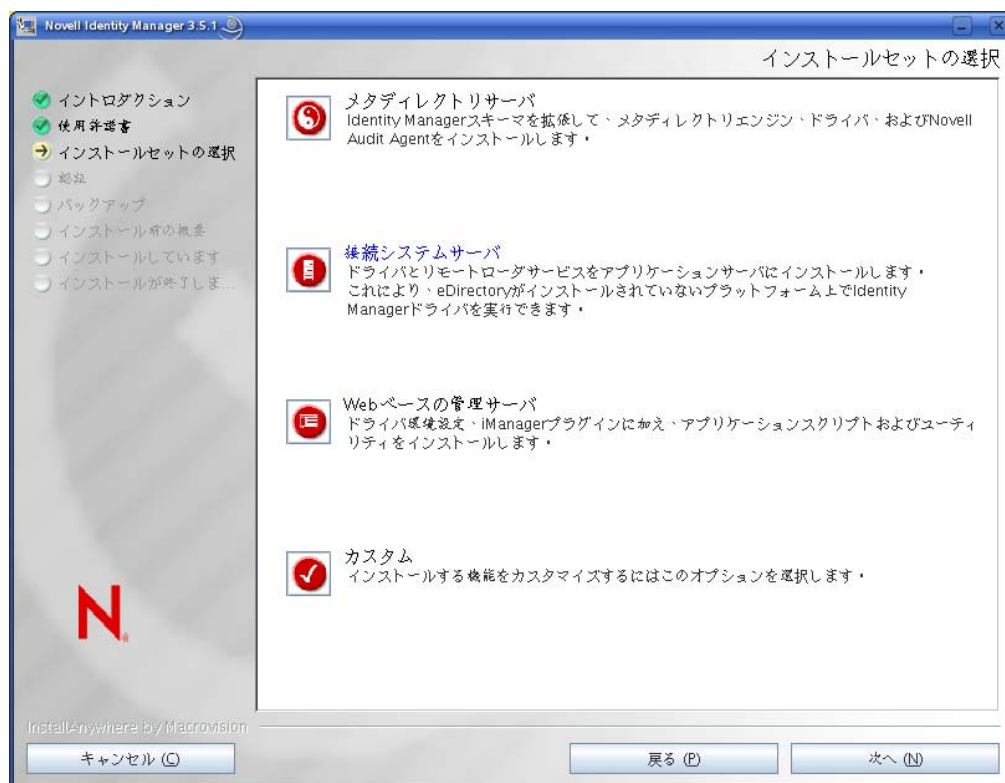 Novell Identity Manager 3.5.1
インストールセットの選択
イントロダクション
使用許諾書
インストールセットの選択
認証
バックアップ
インストール前の概要
インストールしています
インストールが終了しま...
メタディレクトリサーバ
Identity Managerスキーマを拡張して、メタディレクトリエンジン、ドライバ、およびNovell
Audit Agentをインストールします。
接続システムサーバ
ドライバとリモートローダサービスをアプリケーションサーバにインストールします。
これにより、eDirectoryがインストールされていないプラットフォーム上でIdentity
Managerドライバを実行できます。
Webベースの管理サーバ
ドライバ環境設定、iManagerプラグインに加え、アプリケーションスクリプトおよびユーティ
リティをインストールします。
カスタム
インストールする機能をカスタマイズするにはこのオプションを選択します。
N
InstallAnywhere by Macrovision
キャンセル (C)
戻る (P)
次へ (N)